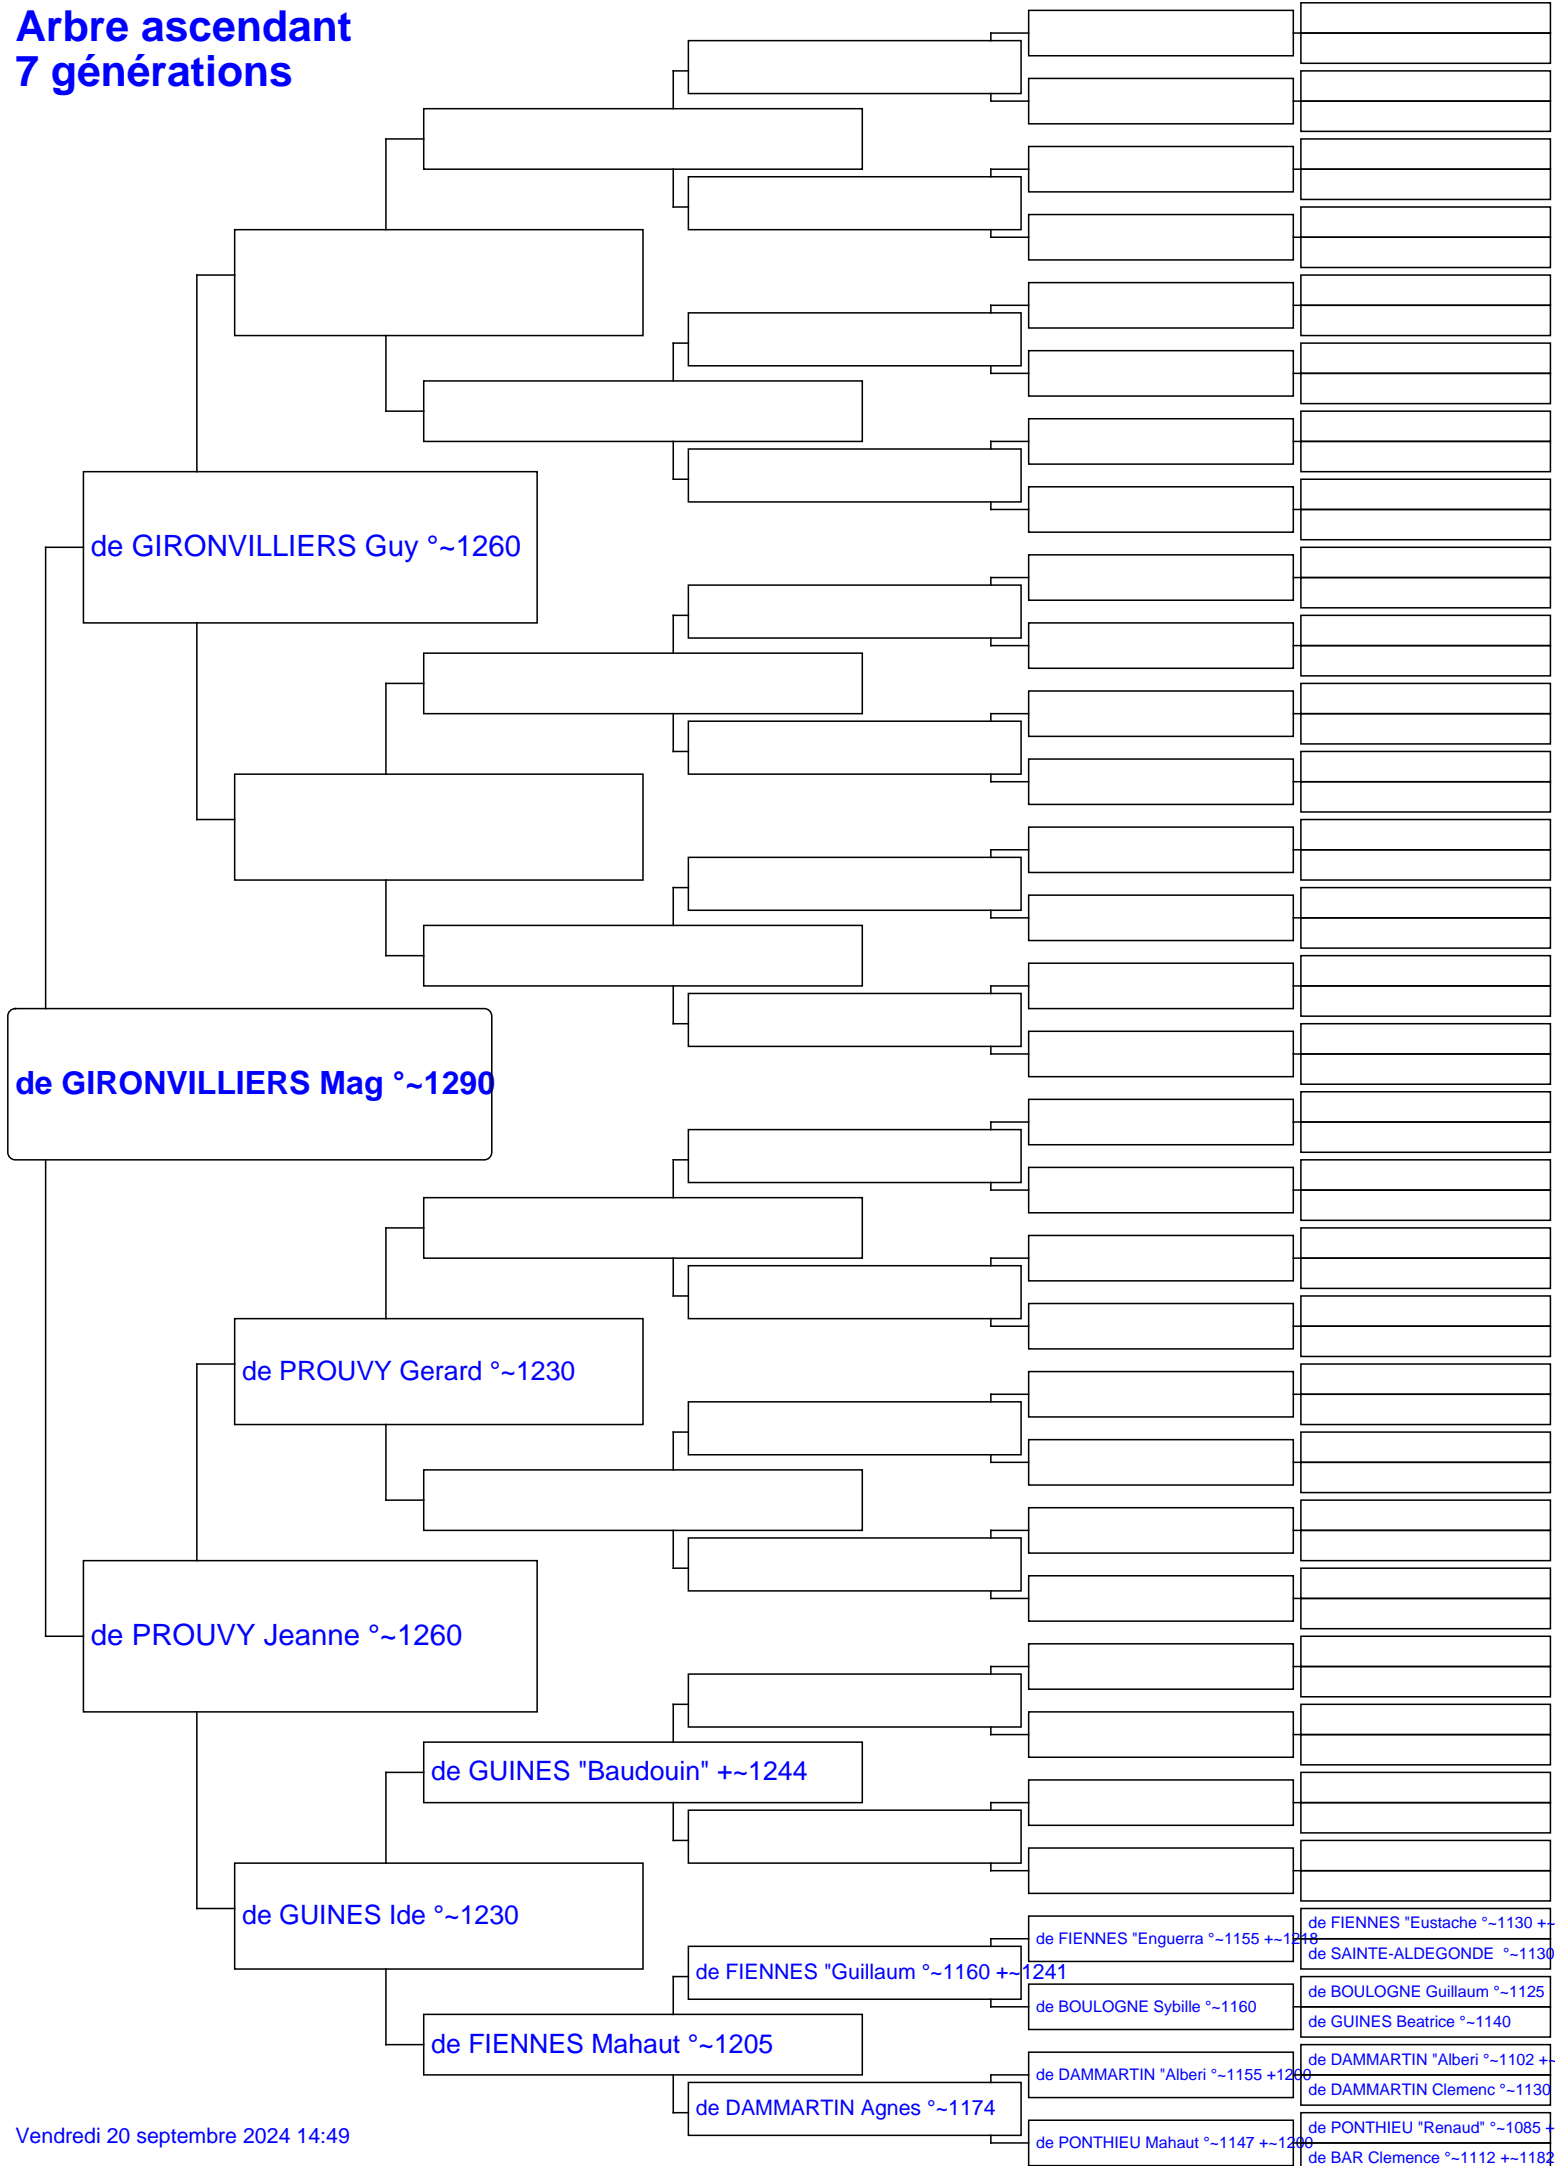 Arbre ascendant
7 générations
de GIRONVILLIERS Guy °~1260
de GIRONVILLIERS Mag °~1290
de PROUVY Gerard °~1230
de PROUVY Jeanne °~1260
de GUINES "Baudouin" +~1244
de GUINES Ide °~1230
de FIENNES "Eustache °~1130 +~
de FIENNES "Enguerra °~1155 +~1218
de SAINTE-ALDEGONDE °~1130
de FIENNES "Guillaum °~1160 +~1241
de BOULOGNE Guillaum °~1125
de BOULOGNE Sybille °~1160
de GUINES Beatrice °~1140
de FIENNES Mahaut °~1205
de DAMMARTIN "Alberi °~1102 +~
de DAMMARTIN "Alberi °~1155 +1200
de DAMMARTIN Clemenc °~1130
de DAMMARTIN Agnes °~1174
de PONTHIEU "Renaud" °~1085 +
de PONTHIEU Mahaut °~1147 +~1200
de BAR Clemence °~1112 +~1182
Vendredi 20 septembre 2024 14:49